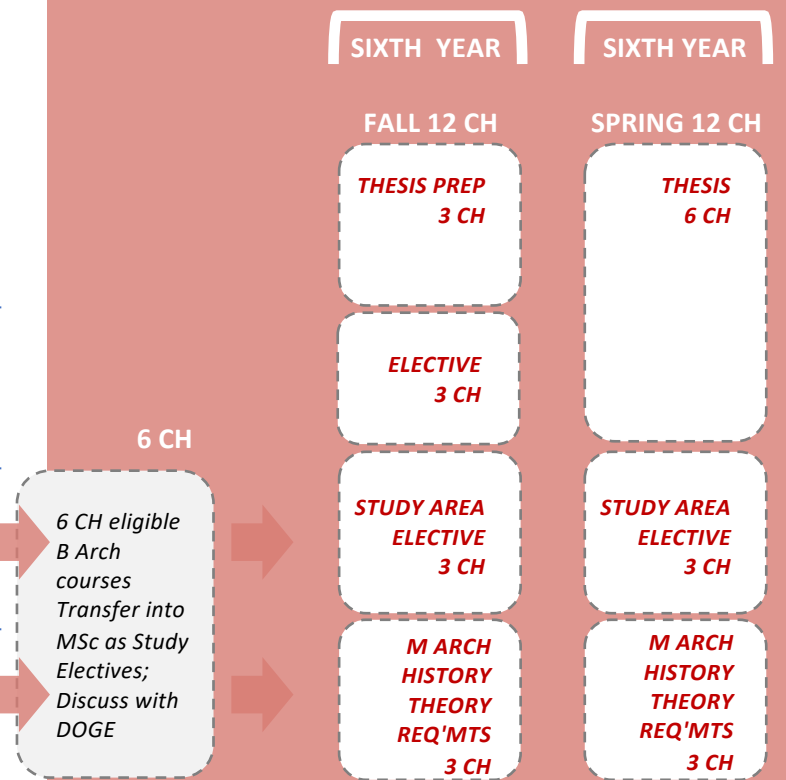 SIXTH YEAR
FALL 12 CH
THESIS PREP
3 CH
ELECTIVE
3 CH
STUDY AREA
ELECTIVE
3 CH
M ARCH
HISTORY
THEORY
REQ'MTS
3 CH
SIXTH YEAR
SPRING 12 CH
THESIS
6 CH
STUDY AREA
ELECTIVE
3 CH
M ARCH
HISTORY
THEORY
REQ'MTS
3 CH
6 CH
6 CH eligible
B Arch
courses
Transfer into
MSc as Study
Electives;
Discuss with
DOGE